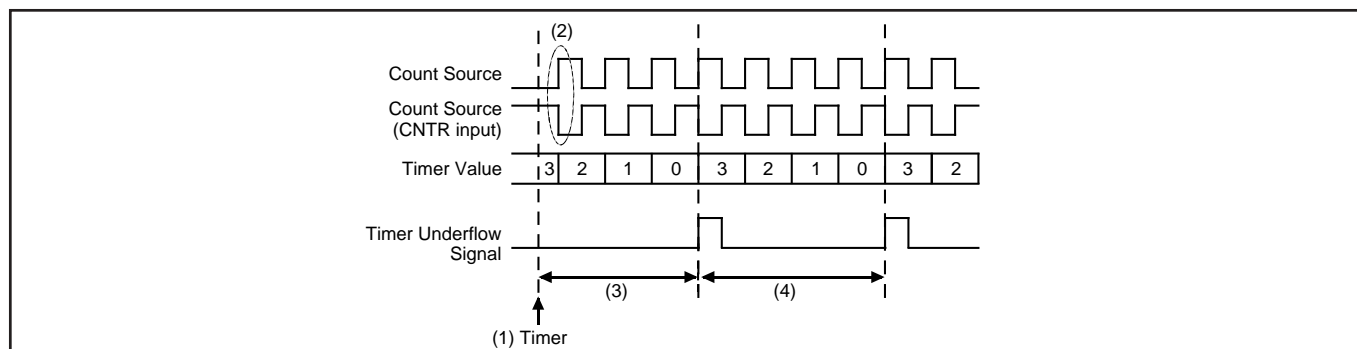 (2)
Count Source
Count Source
(CNTR input)
Timer Value 3 2 1 0 3 2 1 0 3 2
Timer Underflow
Signal
(3) (4)
(1) Timer